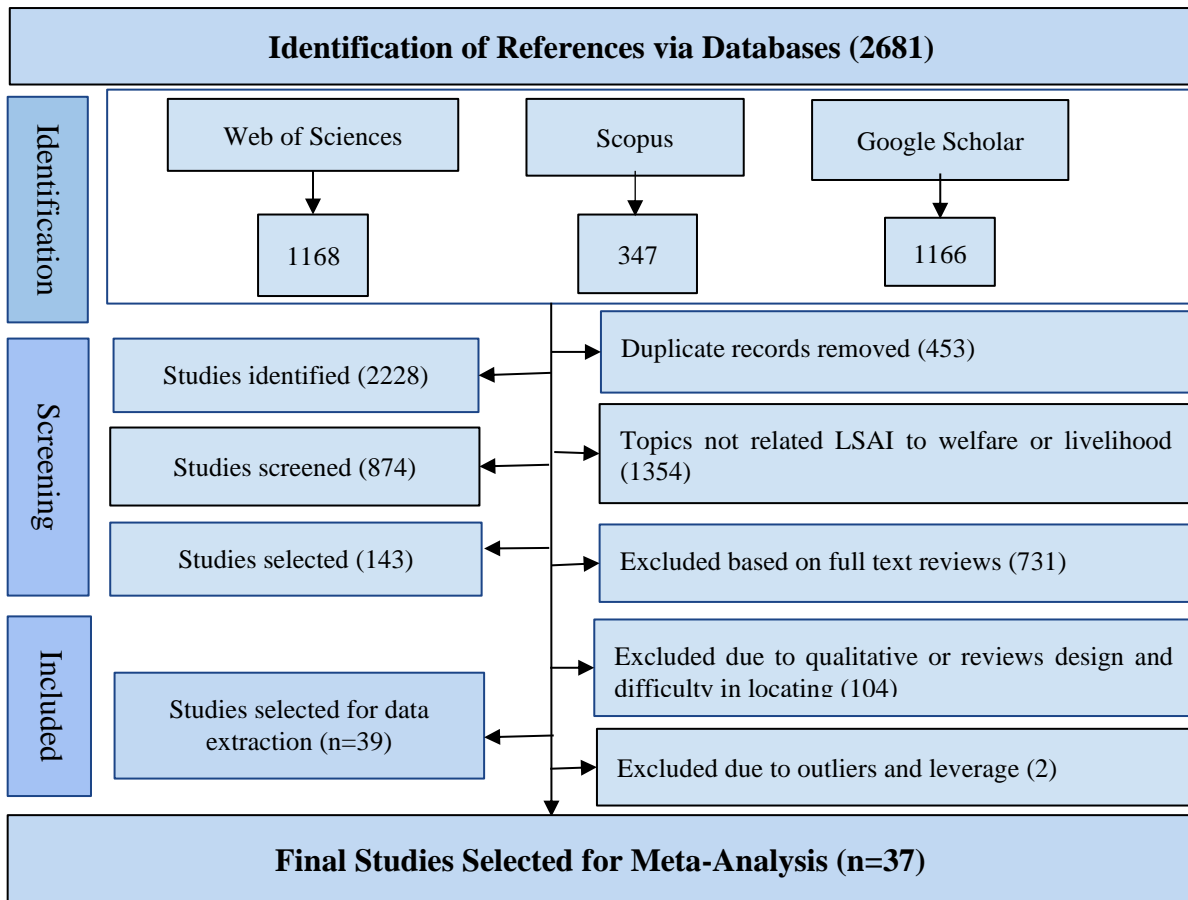 Identification of References via Databases (2681)
Identification
Web of Sciences
Scopus
Google Scholar
1168
347
1166
Screening
Duplicate records removed (453)
Studies identified (2228)
Topics not related LSAI to welfare or livelihood
(1354)
Studies screened (874)
Excluded based on full text reviews (731)
Studies selected (143)
Included
Excluded due to qualitative or reviews design and
difficulty in locating (104)
Studies selected for data
extraction (n=39)
Excluded due to outliers and leverage (2)
Final Studies Selected for Meta-Analysis (n=37)